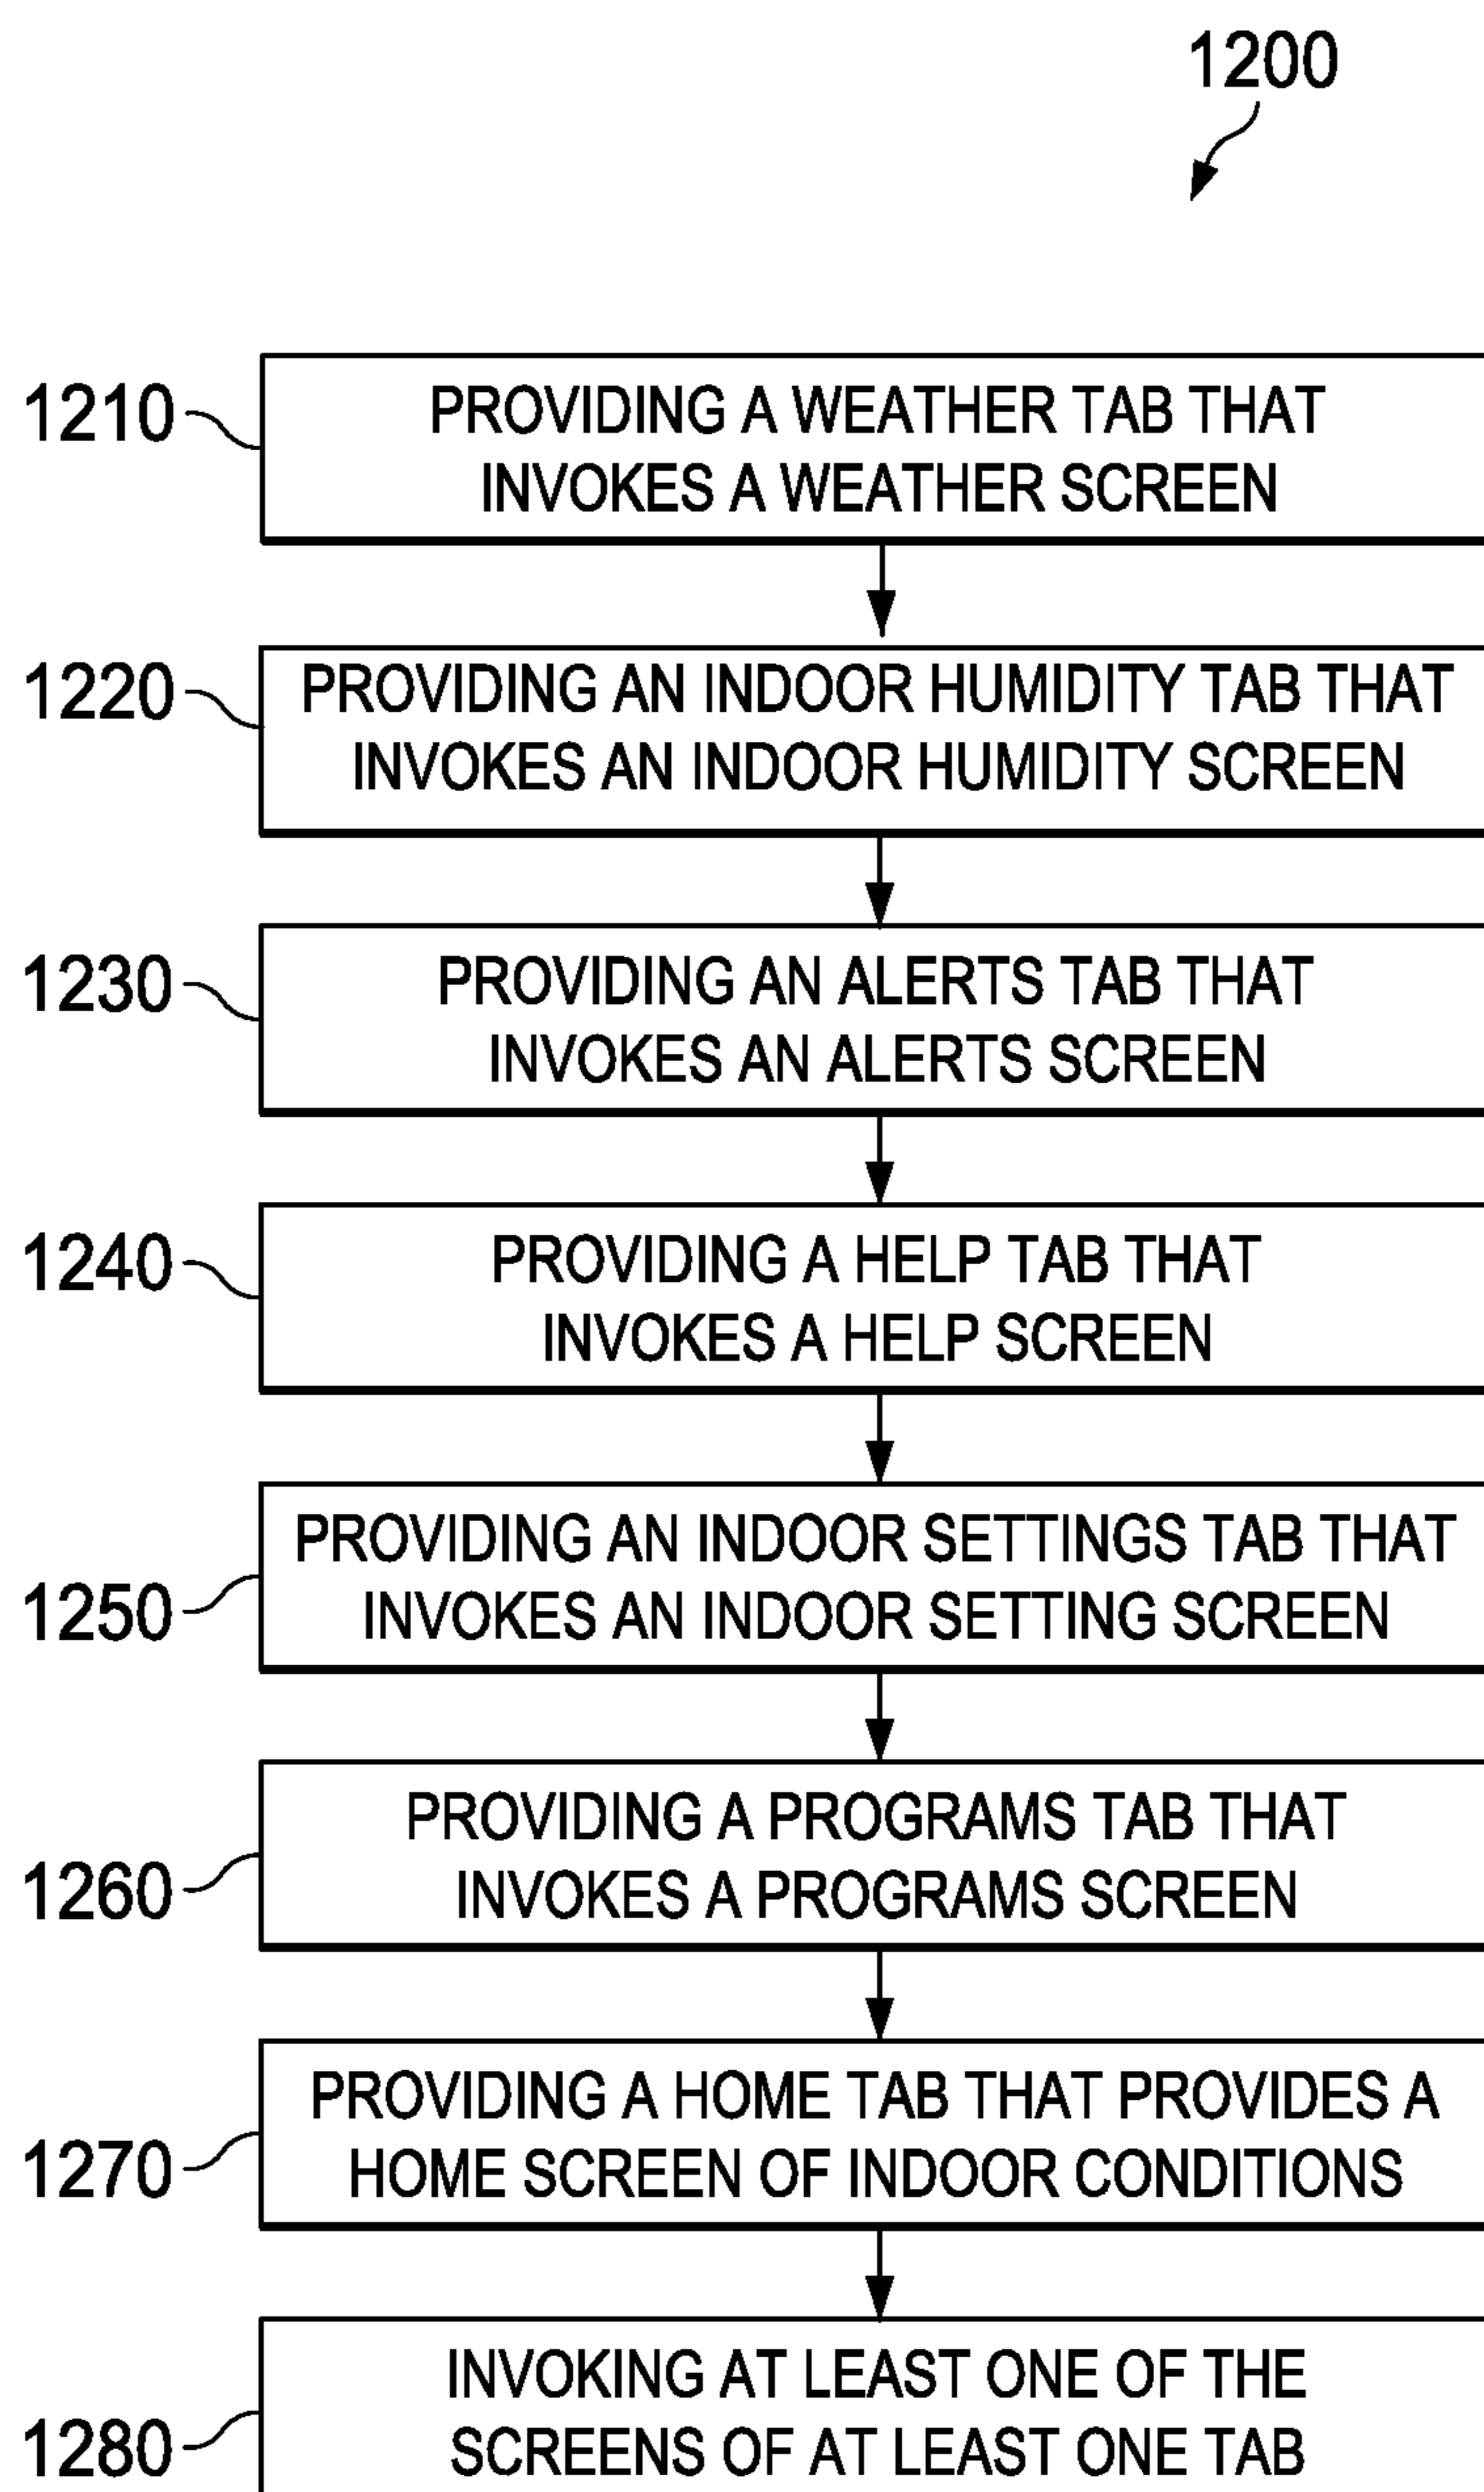 1200
1210
PROVIDING A WEATHER TAB THAT
INVOKES A WEATHER SCREEN
1220
PROVIDING AN INDOOR HUMIDITY TAB THAT
INVOKES AN INDOOR HUMIDITY SCREEN
1230
PROVIDING AN ALERTS TAB THAT
INVOKES AN ALERTS SCREEN
1240
PROVIDING A HELP TAB THAT
INVOKES A HELP SCREEN
1250
PROVIDING AN INDOOR SETTINGS TAB THAT
INVOKES AN INDOOR SETTING SCREEN
1260
PROVIDING A PROGRAMS TAB THAT
INVOKES A PROGRAMS SCREEN
1270
PROVIDING A HOME TAB THAT PROVIDES A
HOME SCREEN OF INDOOR CONDITIONS
1280
INVOKING AT LEAST ONE OF THE
SCREENS OF AT LEAST ONE TAB